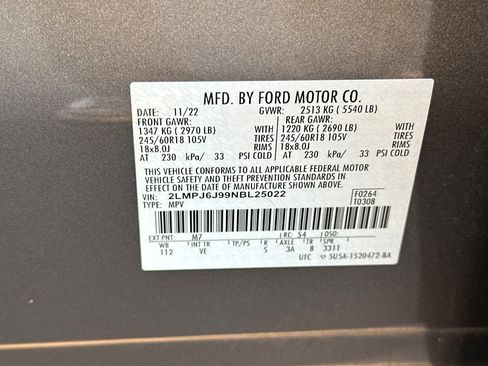 MFD. BY FORD MOTOR CO.
DATE: 11/22 GVWR: 2513 KG ( 5540 LB)
FRONT GAWR: REAR GAWR:
1347 KG ( 2970 LB) WITH 1220 KG ( 2690 LB) WITH
245/60R18 105V TIRES 245/60R18 105V TIRES
18x8.0J RIMS 18x8.0J RIMS
AT 230 kPa/ 33 PSI COLD AT 230 kPa/ 33 PSI COLD
THIS VEHICLE CONFORMS TO ALL APPLICABLE FEDERAL MOTOR
VEHICLE SAFETY AND THEFT PREVENTION STANDARDS IN EFFECT
ON THE DATE OF MANUFACTURE SHOWN ABOVE.
VIN: 2LMPJ6J99NBL25022 F0264
TYPE: MPV T0308
EXT PNT: M7 RC: 54 DSO:
WB INT TR TP/PS R AXLE TR SPR
112 VE 5 3A 8 3311
UTC 5U5A-1520472-BA